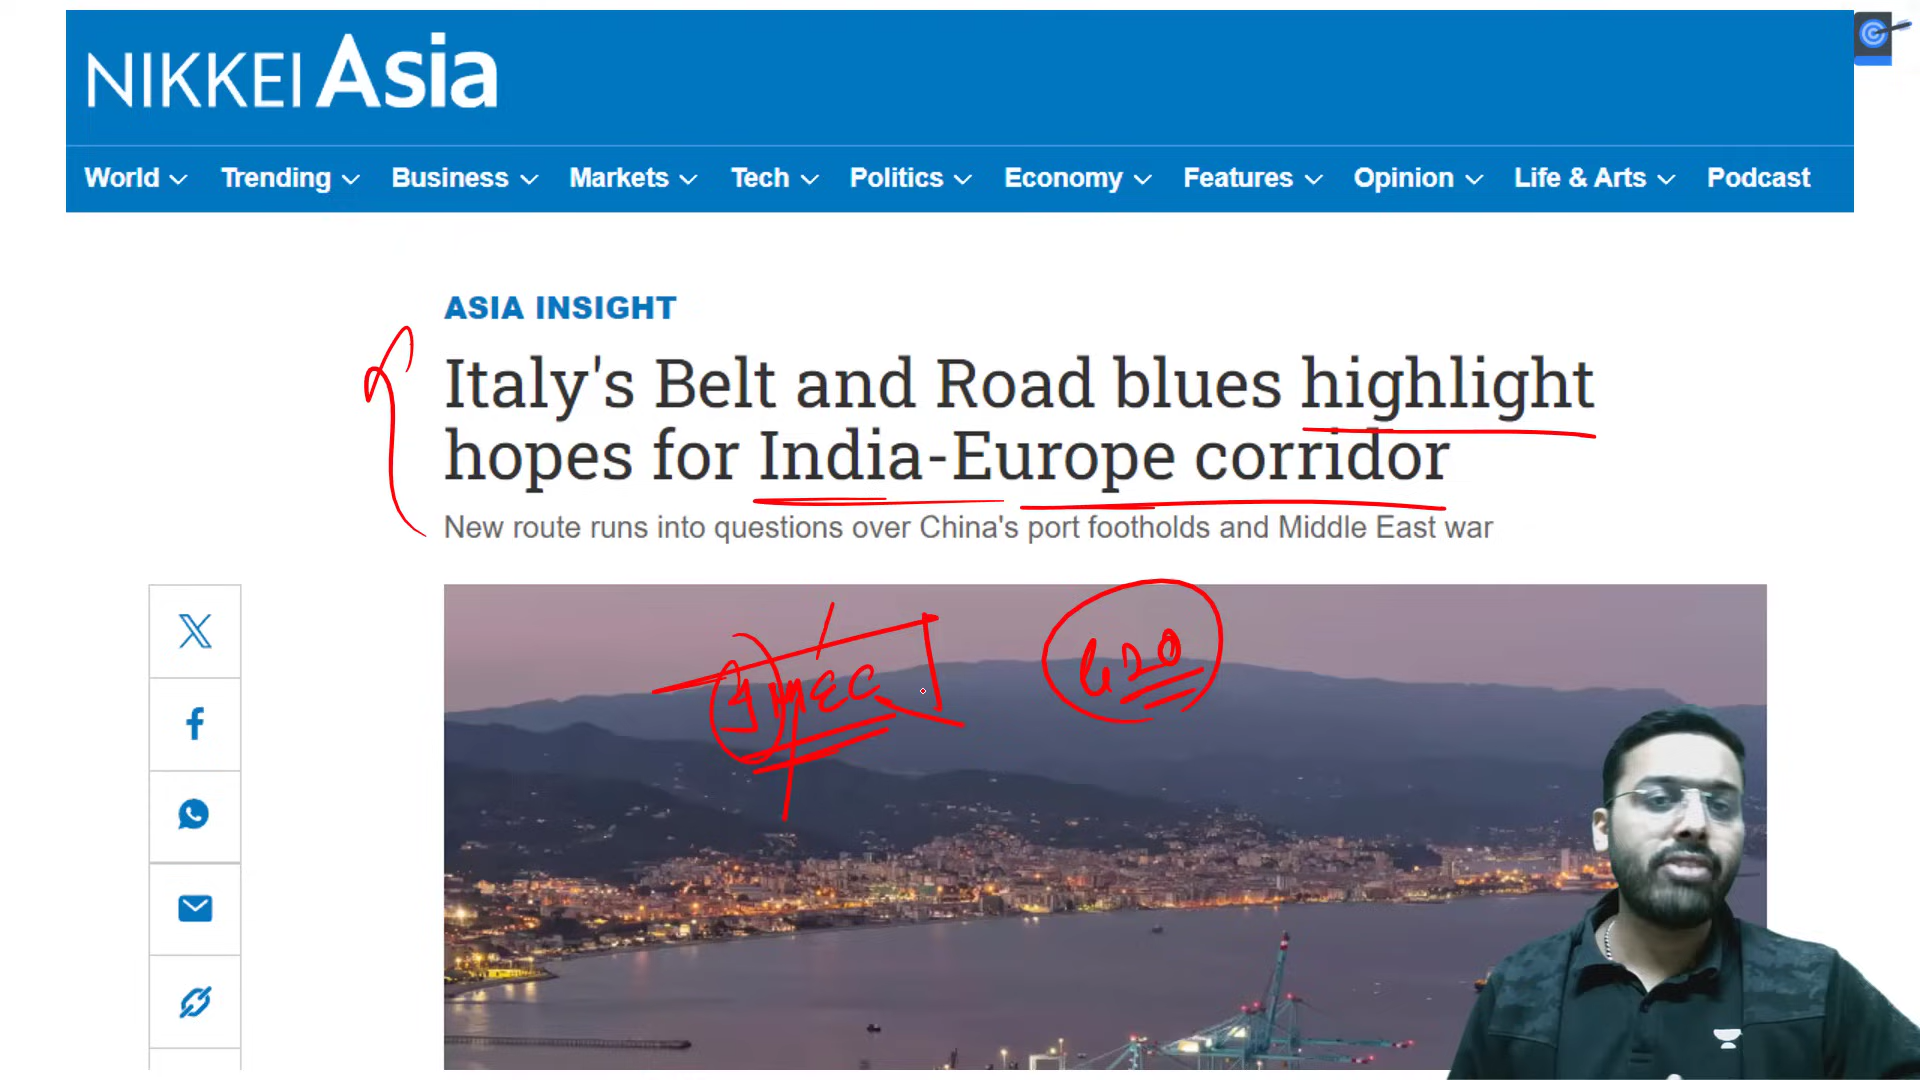 NIKKEI Asia
World Trending Business Markets Tech Politics Economy Features Opinion Life & Arts Podcast
ASIA INSIGHT
Italy's Belt and Road blues highlight
hopes for India-Europe corridor
New route runs into questions over China's port footholds and Middle East war
IMEC G20